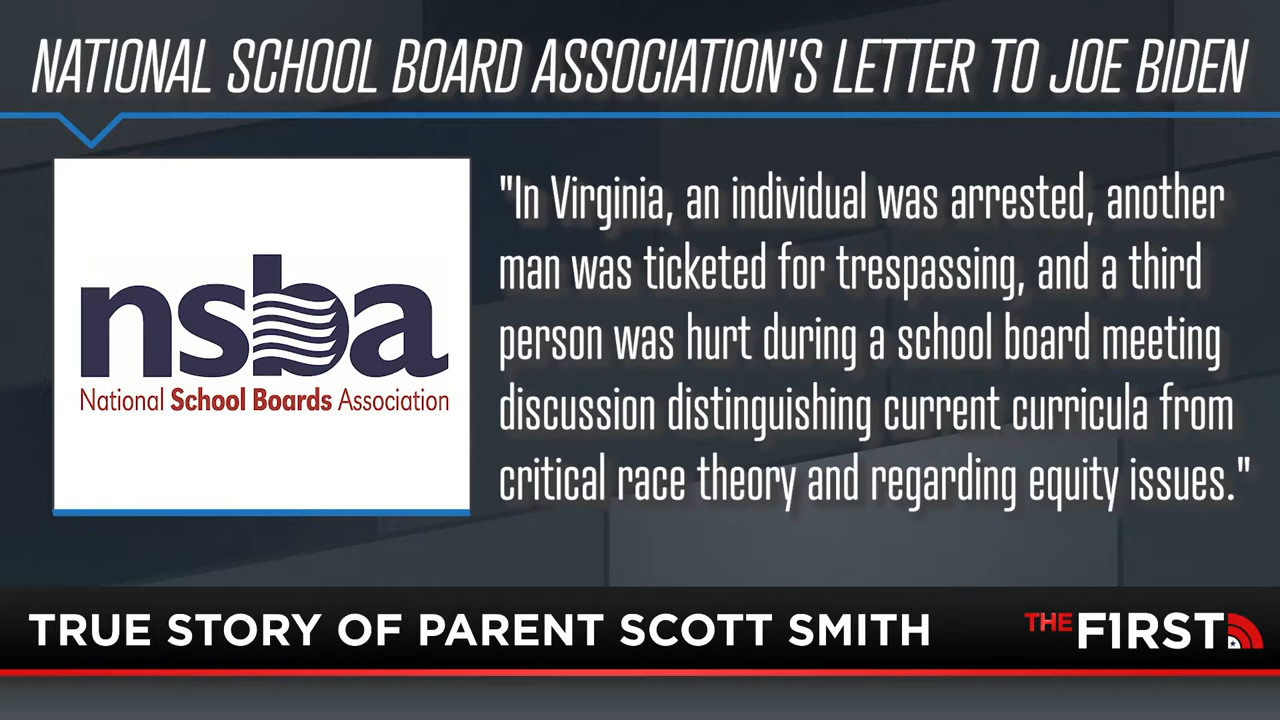 NATIONAL SCHOOL BOARD ASSOCIATION'S LETTER TO JOE BIDEN
nsba
National School Boards Association
"In Virginia, an individual was arrested, another
man was ticketed for trespassing, and a third
person was hurt during a school board meeting
discussion distinguishing current curricula from
critical race theory and regarding equity issues."
TRUE STORY OF PARENT SCOTT SMITH
THE FIRST